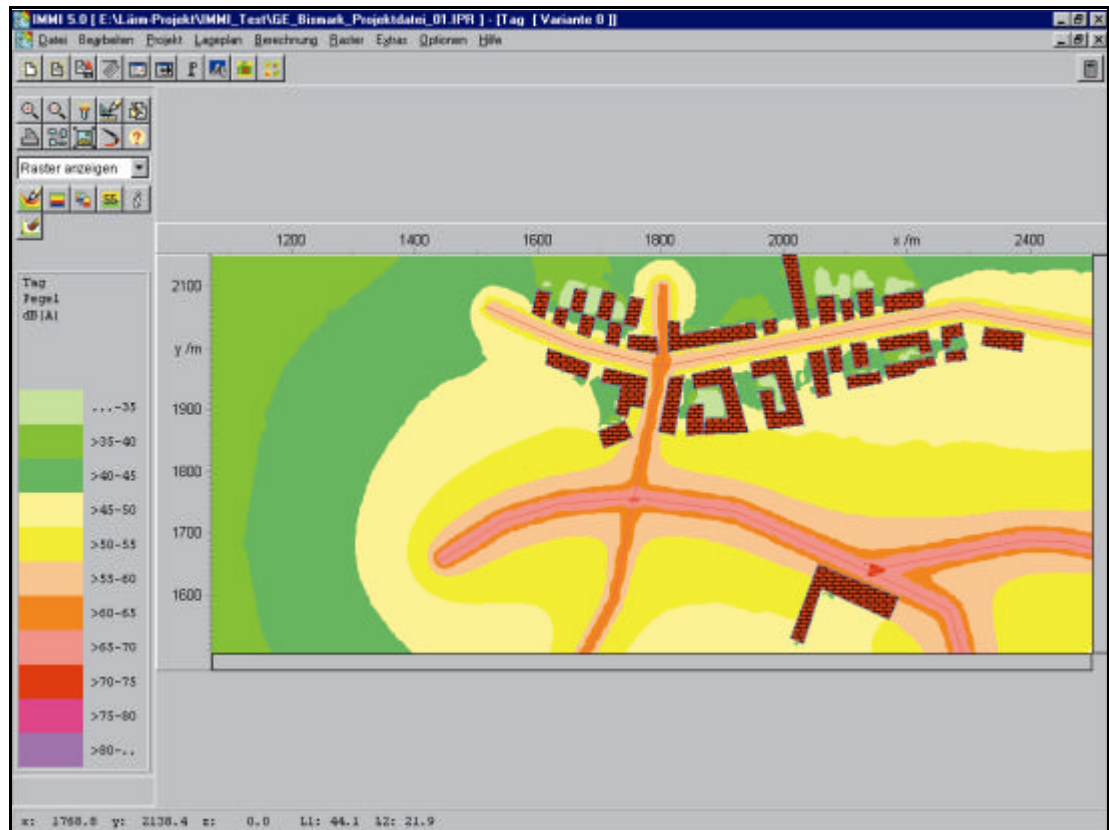 IMMI 5.0 [ E:\Lärm-Projekt\IMMI_Test\GE_Bismark_Projektdatei_01.IPR ] - [Tag [ Variante 0 ]]
Datei Bearbeiten Projekt Lageplan Berechnung Raster Extras Optionen Hilfe
P
?
Raster anzeigen
55
1200 1400 1600 1800 2000 x /m 2400
Tag
Pegel
dB(A)
...-35
>35-40
>40-45
>45-50
>50-55
>55-60
>60-65
>65-70
>70-75
>75-80
>80-..
2100
y /m
1900
1800
1700
1600
x: 1768.8 y: 2138.4 z: 0.0 L1: 44.1 L2: 21.9